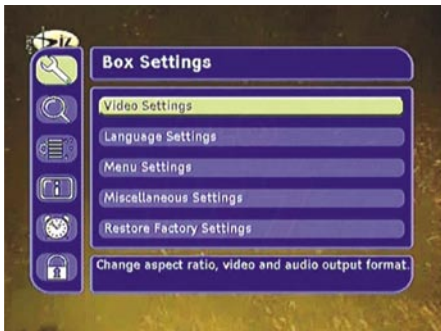 Box Settings
Video Settings
Language Settings
Menu Settings
Miscellaneous Settings
Restore Factory Settings
Change aspect ratio, video and audio output format.